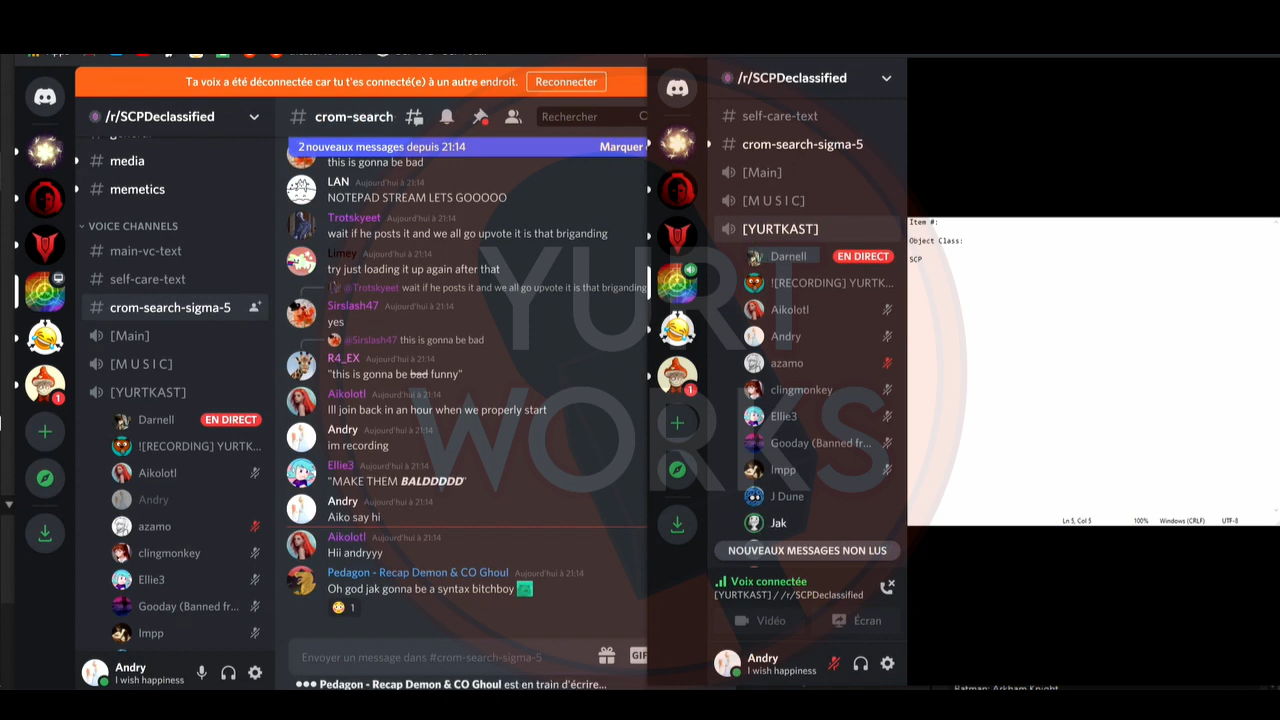 Ta voix a été déconnectée car tu t'es connecté(e) à un autre endroit.
Reconnecter
/r/SCPDeclassified
general
media
memetics
VOICE CHANNELS
main-vc-text
self-care-text
crom-search-sigma-5
[Main]
[M U S I C]
[YURTKAST]
Darnell
EN DIRECT
![RECORDING] YURTK...
Aikolotl
Andry
azamo
clingmonkey
Ellie3
Gooday (Banned fr...
Impp
Andry
I wish happiness
crom-search
Rechercher
2 nouveaux messages depuis 21:14
Marquer
this is gonna be bad
LAN Aujourd'hui à 21:14
NOTEPAD STREAM LETS GOOOOO
Trotskyeet Aujourd'hui à 21:14
wait if he posts it and we all go upvote it is that briganding
Limey Aujourd'hui à 21:14
try just loading it up again after that
@Trotskyeet wait if he posts it and we all go upvote it is that briganding
Sirslash47 Aujourd'hui à 21:14
yes
@Sirslash47 this is gonna be bad
R4_EX Aujourd'hui à 21:14
"this is gonna be bad funny"
Aikolotl Aujourd'hui à 21:14
Ill join back in an hour when we properly start
Andry Aujourd'hui à 21:14
im recording
Ellie3 Aujourd'hui à 21:14
"MAKE THEM BALDDDDD"
Andry Aujourd'hui à 21:14
Aiko say hi
Aikolotl Aujourd'hui à 21:14
Hii andryyy
Pedagon - Recap Demon & CO Ghoul Aujourd'hui à 21:14
Oh god jak gonna be a syntax bitchboy
1
Envoyer un message dans #crom-search-sigma-5
GIF
Pedagon - Recap Demon & CO Ghoul est en train d'écrire...
1
/r/SCPDeclassified
self-care-text
crom-search-sigma-5
[Main]
[M U S I C]
[YURTKAST]
Darnell
EN DIRECT
![RECORDING] YURTK...
Aikolotl
Andry
azamo
clingmonkey
Ellie3
Gooday (Banned fr...
Impp
J Dune
Jak
NOUVEAUX MESSAGES NON LUS
Voix connectée
[YURTKAST] / /r/SCPDeclassified
Vidéo
Écran
Andry
I wish happiness
1
Item #:
Object Class:
SCP
Ln 5, Col 5
100%
Windows (CRLF)
UTF-8
Batman: Arkham Knight
YURT
WORKS